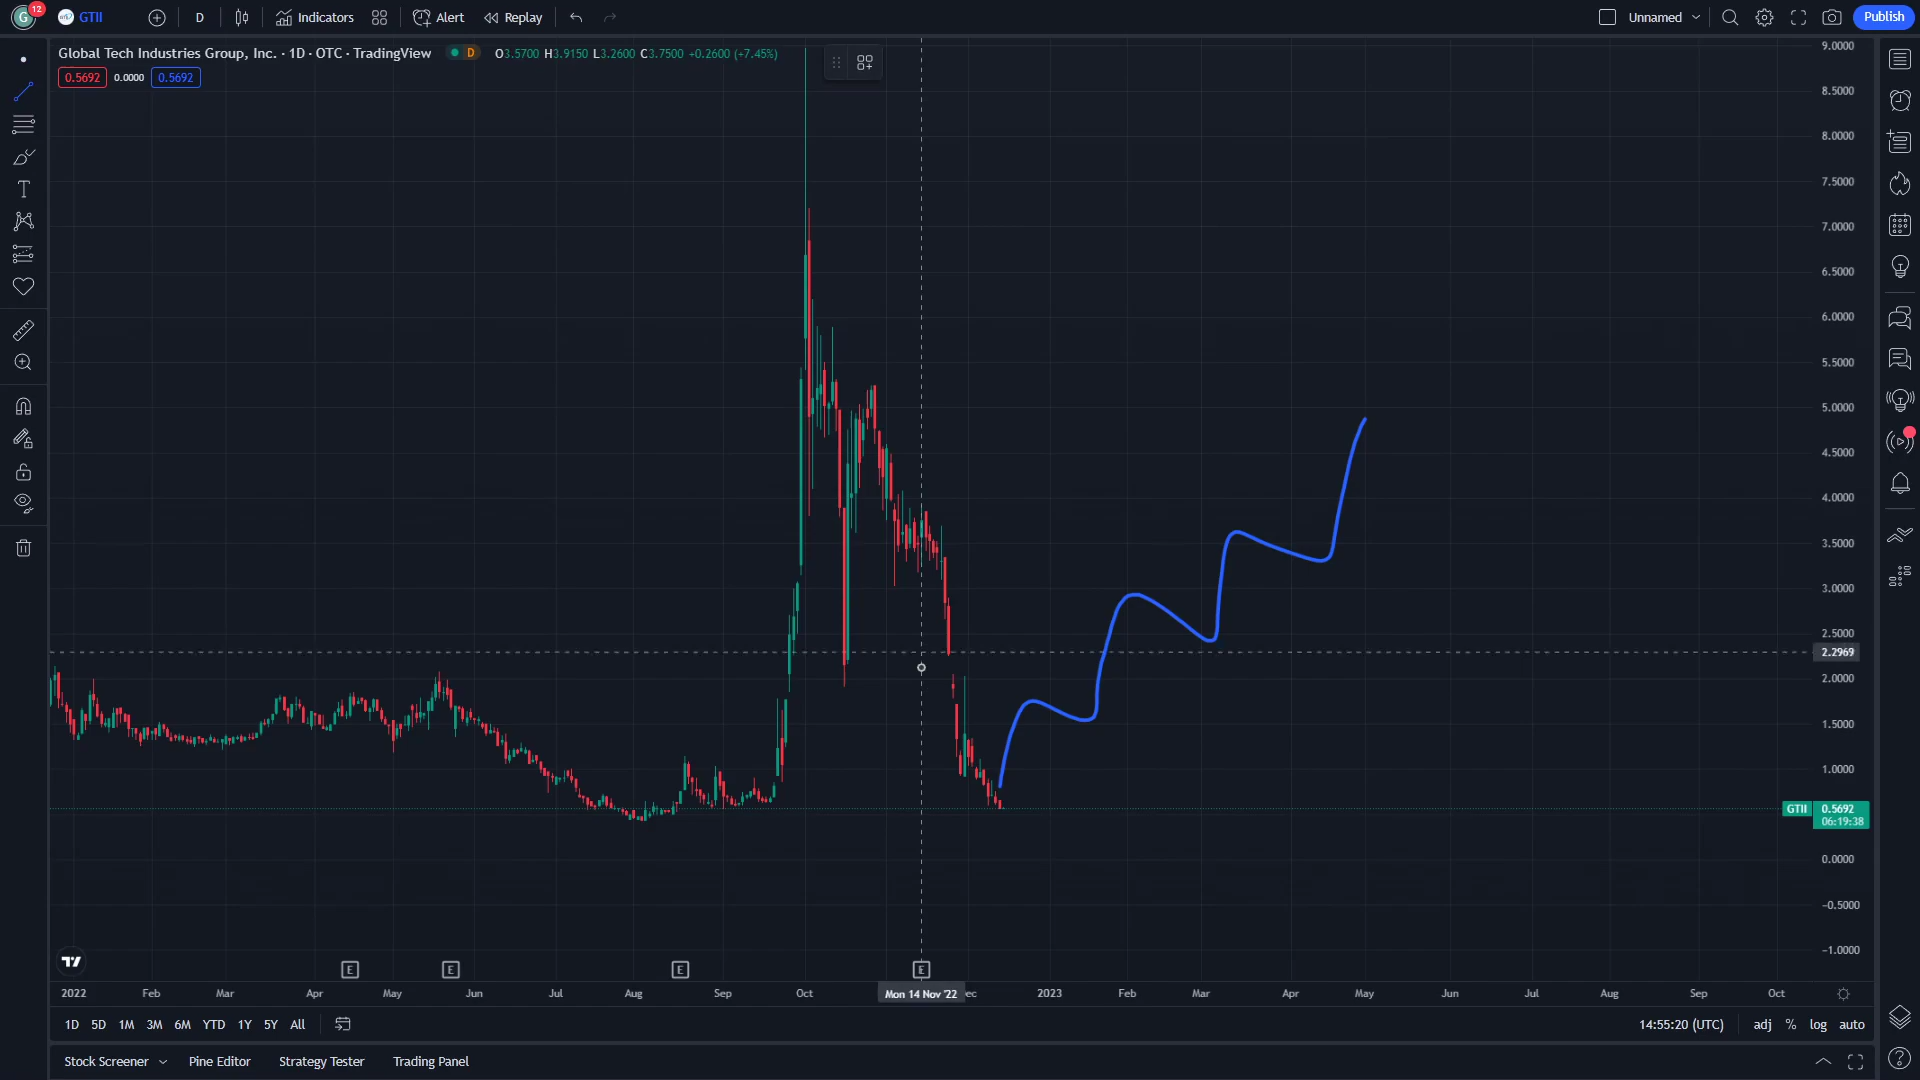 G 12 GTII D Indicators Alert Replay Unnamed Publish
Global Tech Industries Group, Inc. · 1D · OTC · TradingView D O3.5700 H3.9150 L3.2600 C3.7500 +0.2600 (+7.45%)
0.5692 0.0000 0.5692
T
9.0000
8.5000
8.0000
7.5000
7.0000
6.5000
6.0000
5.5000
5.0000
4.5000
4.0000
3.5000
3.0000
2.5000
2.2969
2.0000
1.5000
1.0000
GTII 0.5692
06:19:38
0.0000
−0.5000
−1.0000
E E E E
2022 Feb Mar Apr May Jun Jul Aug Sep Oct Mon 14 Nov '22 ec 2023 Feb Mar Apr May Jun Jul Aug Sep Oct
1D 5D 1M 3M 6M YTD 1Y 5Y All 14:55:20 (UTC) adj % log auto
Stock Screener Pine Editor Strategy Tester Trading Panel